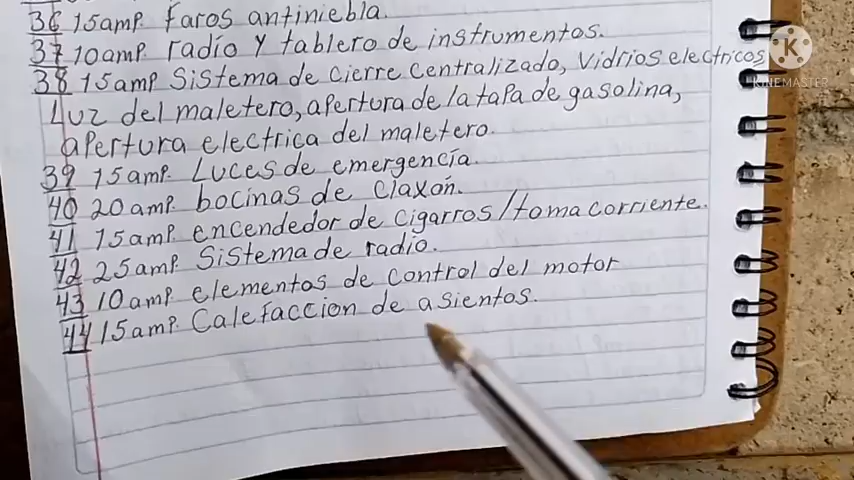 36 15amp. faros antiniebla.
37 10amp. radio y tablero de instrumentos.
38 15amp Sistema de cierre centralizado, Vidrios electricos
Luz del maletero, apertura de la tapa de gasolina,
apertura electrica del maletero.
39 15amp. Luces de emergencía.
40 20amp. bocinas de claxón.
41 15amp. encendedor de cigarros/toma corriente.
42 25amp. Sistema de radio.
43 10amp elementos de control del motor
44 15amp. Calefaccion de asientos.
K
KINEMASTER